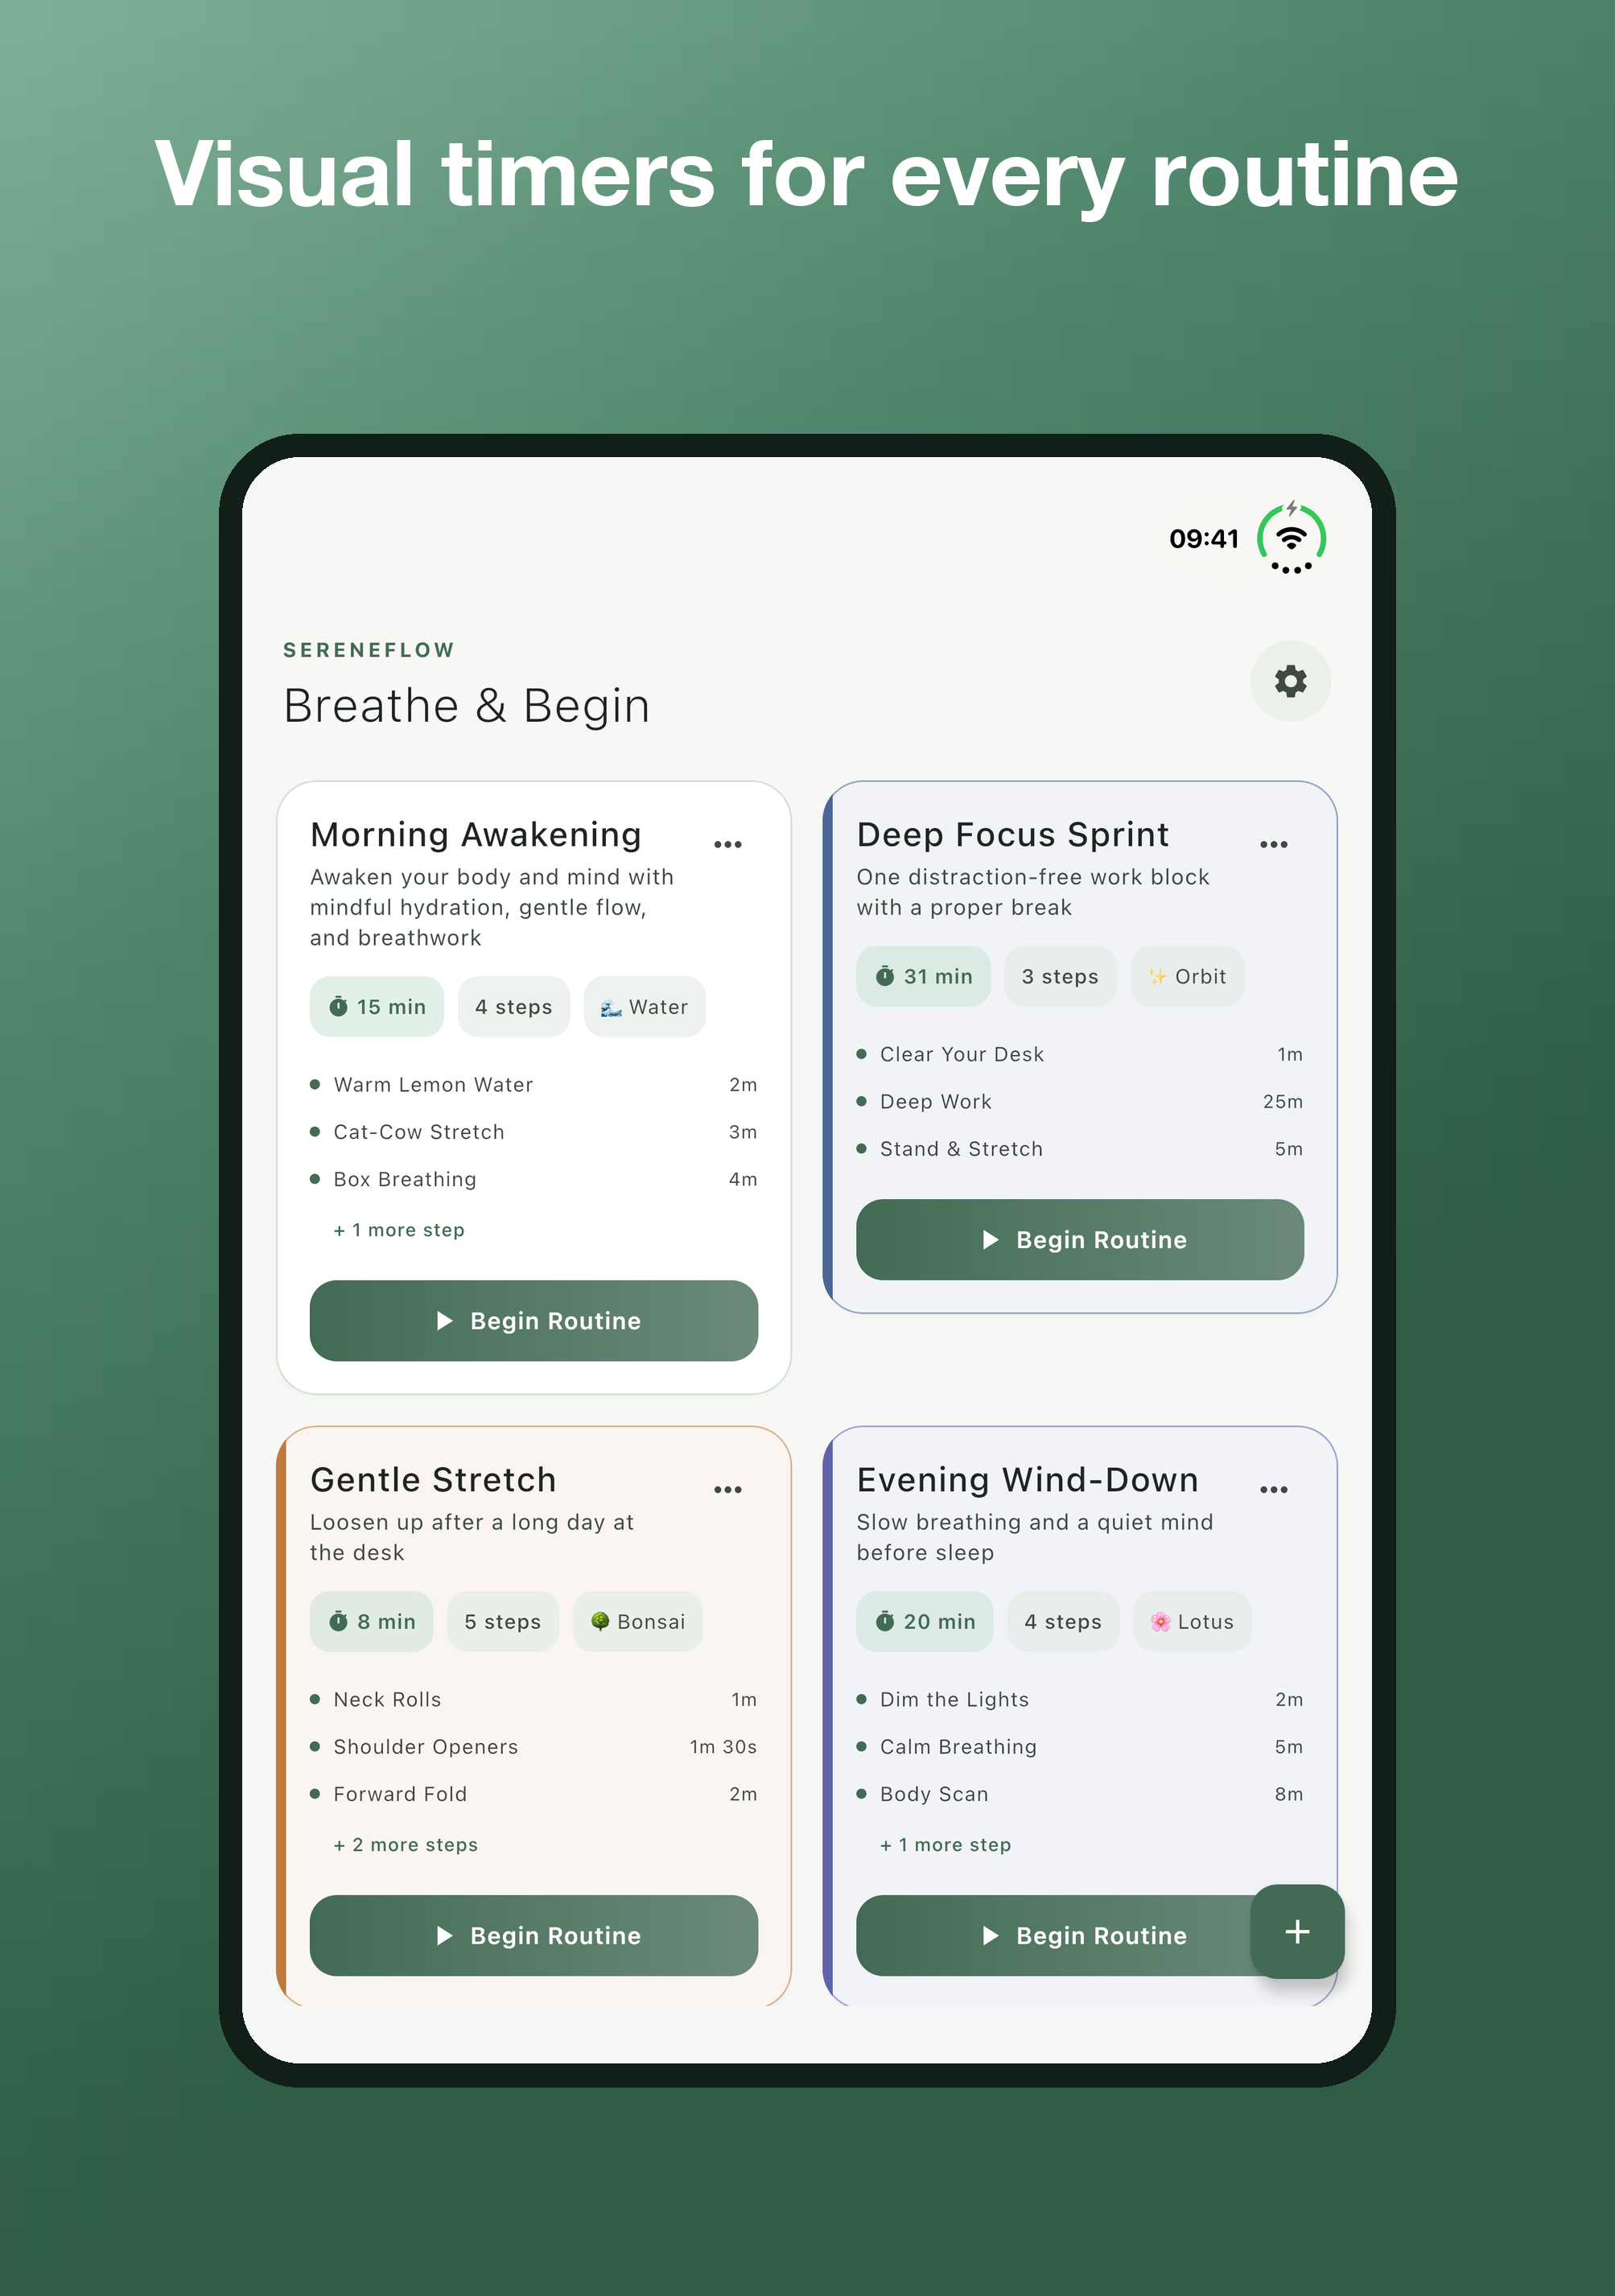 Visual timers for every routine
09:41
SERENEFLOW
Breathe & Begin
Morning Awakening
Awaken your body and mind with
mindful hydration, gentle flow,
and breathwork
15 min
4 steps
🌊 Water
Warm Lemon Water 2m
Cat-Cow Stretch 3m
Box Breathing 4m
+ 1 more step
Begin Routine
Deep Focus Sprint
One distraction-free work block
with a proper break
31 min
3 steps
✨ Orbit
Clear Your Desk 1m
Deep Work 25m
Stand & Stretch 5m
Begin Routine
Gentle Stretch
Loosen up after a long day at
the desk
8 min
5 steps
🌳 Bonsai
Neck Rolls 1m
Shoulder Openers 1m 30s
Forward Fold 2m
+ 2 more steps
Begin Routine
Evening Wind-Down
Slow breathing and a quiet mind
before sleep
20 min
4 steps
🌸 Lotus
Dim the Lights 2m
Calm Breathing 5m
Body Scan 8m
+ 1 more step
Begin Routine
+